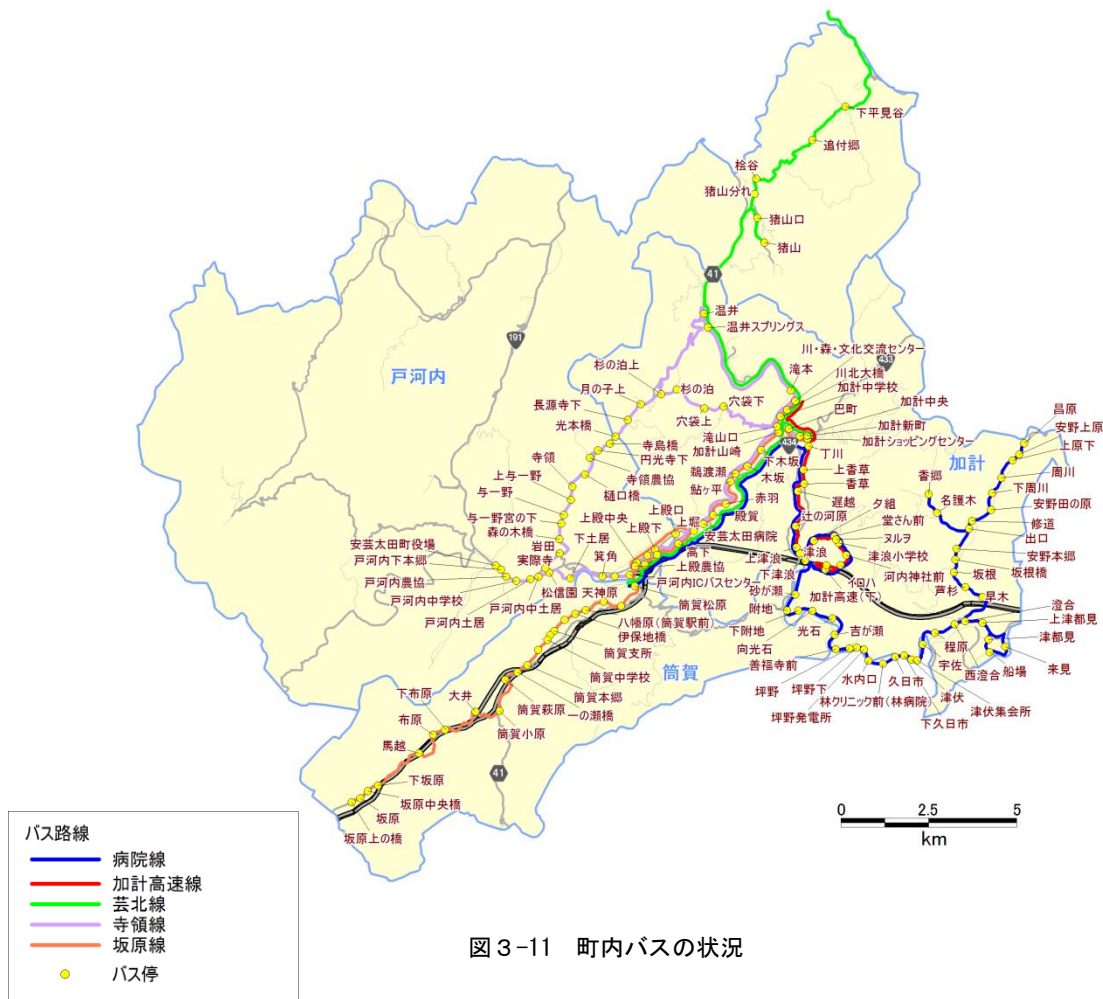 下平見谷
追付郷
桧谷
猪山分れ
猪山口
猪山
41
温井
温井スプリングス
191
戸河内
川・森・文化交流センター
433
杉の泊上
滝本
川北大橋
月の子上
杉の泊
穴袋下
加計中学校
長源寺下
巴町
加計中央
昌原
穴袋上
加計新町
安野上原
光本橋
滝山口
434
加計ショッピングセンター
上原下
寺島橋
加計山崎
丁川
加計
円光寺下
下木坂
周川
寺領
鵜渡瀬
木坂
上香草
香郷
下周川
寺領農協
香草
上与一野
鮎ヶ平
夕組
名護木
安野田の原
与一野
樋口橋
赤羽
遅越
堂さん前
修道
上殿口
与一野宮の下
上殿中央
上堀
殿賀
辻の河原
ヌルヲ
出口
森の木橋
上殿下
安芸太田病院
安芸太田町役場
下土居
津浪
津浪小学校
安野本郷
戸河内下本郷
岩田
箕角
高下
上津浪
河内神社前
坂根
坂根橋
実際寺
上殿農協
下津浪
イロハ
戸河内農協
戸河内ICバスセンター
芦杉
早木
戸河内中学校
松信園
天神原
砂が瀬
加計高速(下)
澄合
戸河内中土居
筒賀松原
附地
戸河内土居
八幡原(筒賀駅前)
下附地
光石
吉が瀬
上津都見
伊保地橋
向光石
程原
津都見
筒賀支所
筒賀
善福寺前
宇佐
筒賀中学校
坪野
坪野下
水内口
久日市
西澄合
船場
来見
下布原
大井
筒賀本郷
林クリニック前(林病院)
津伏
布原
筒賀萩原
一の瀬橋
坪野発電所
津伏集会所
馬越
筒賀小原
下久日市
下坂原
41
坂原中央橋
坂原
坂原上の橋
0 2.5 5
km
バス路線
病院線
加計高速線
芸北線
寺領線
坂原線
バス停
図3-11 町内バスの状況